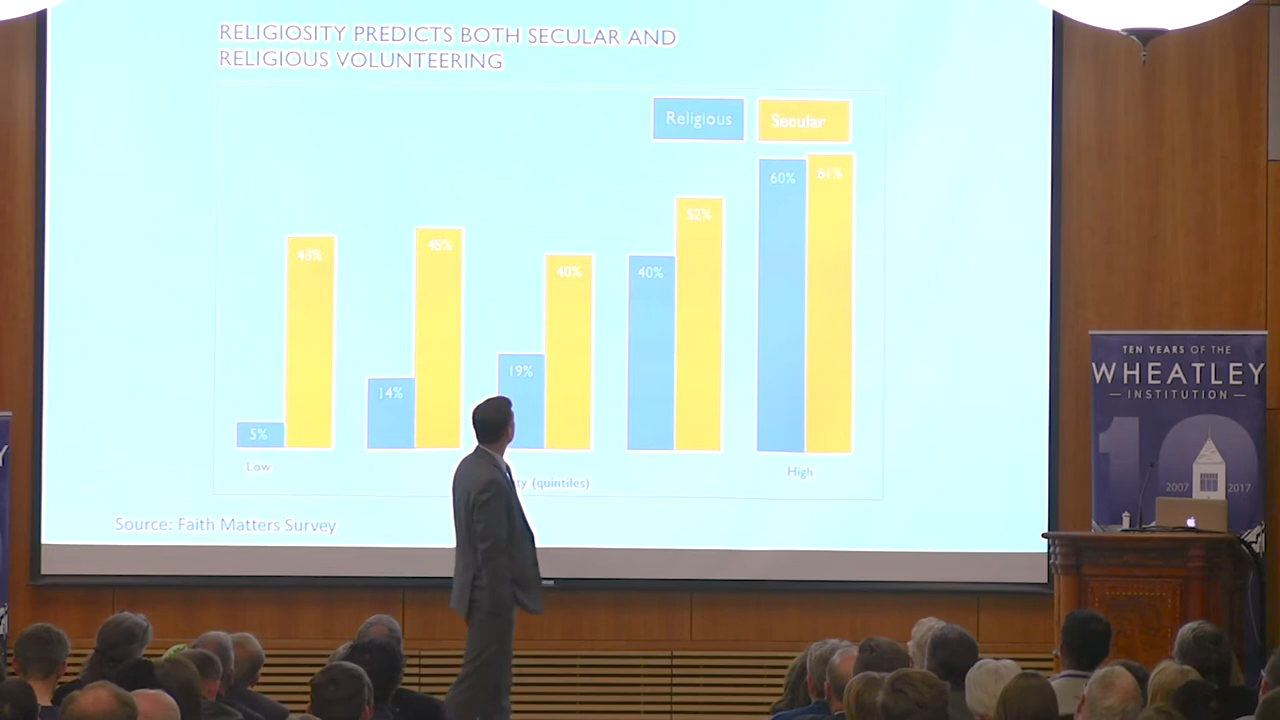 RELIGIOSITY PREDICTS BOTH SECULAR AND
RELIGIOUS VOLUNTEERING
Religious Secular
5% 43% 14% 45% 19% 40% 40% 52% 60% 61%
Low High
(quintiles)
Source: Faith Matters Survey
TEN YEARS OF THE
WHEATLEY
INSTITUTION
10
2007 2017